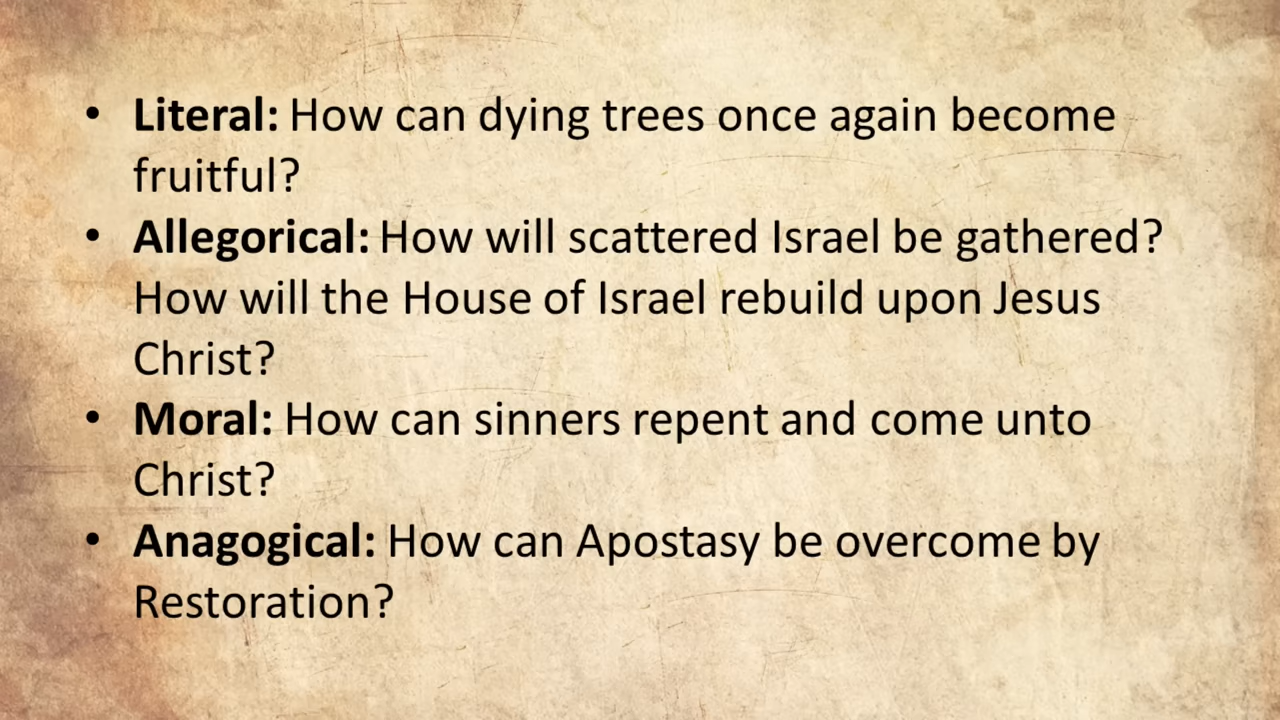 • Literal: How can dying trees once again become
fruitful?
• Allegorical: How will scattered Israel be gathered?
How will the House of Israel rebuild upon Jesus
Christ?
• Moral: How can sinners repent and come unto
Christ?
• Anagogical: How can Apostasy be overcome by
Restoration?